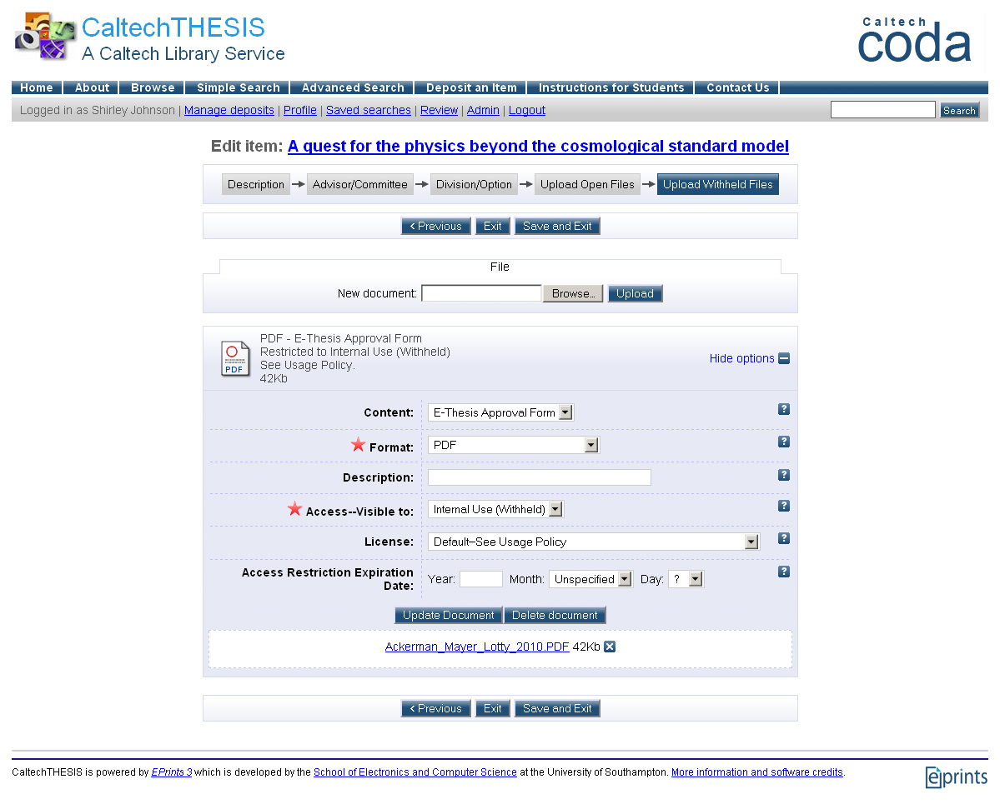 CaltechTHESIS
A Caltech Library Service
Caltech
coda
Home About Browse Simple Search Advanced Search Deposit an Item Instructions for Students Contact Us
Logged in as Shirley Johnson | Manage deposits | Profile | Saved searches | Review | Admin | Logout Search
Edit item: A quest for the physics beyond the cosmological standard model
Description Advisor/Committee Division/Option Upload Open Files Upload Withheld Files
< Previous Exit Save and Exit
File
New document: Browse... Upload
PDF - E-Thesis Approval Form
Restricted to Internal Use (Withheld)
See Usage Policy.
42Kb
PDF
Hide options
Content: E-Thesis Approval Form ?
Format: PDF ?
Description: ?
Access--Visible to: Internal Use (Withheld) ?
License: Default--See Usage Policy ?
Access Restriction Expiration
Date: Year: Month: Unspecified Day: ? ?
Update Document Delete document
Ackerman_Mayer_Lotty_2010.PDF 42Kb
< Previous Exit Save and Exit
CaltechTHESIS is powered by EPrints 3 which is developed by the School of Electronics and Computer Science at the University of Southampton. More information and software credits.
eprints